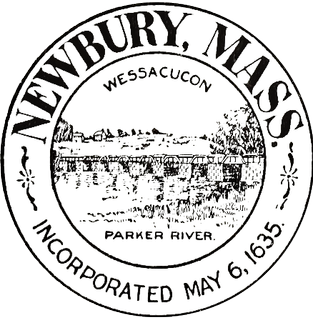 NEWBURY, MASS.
WESSACUCON
PARKER RIVER.
INCORPORATED MAY 6, 1635.